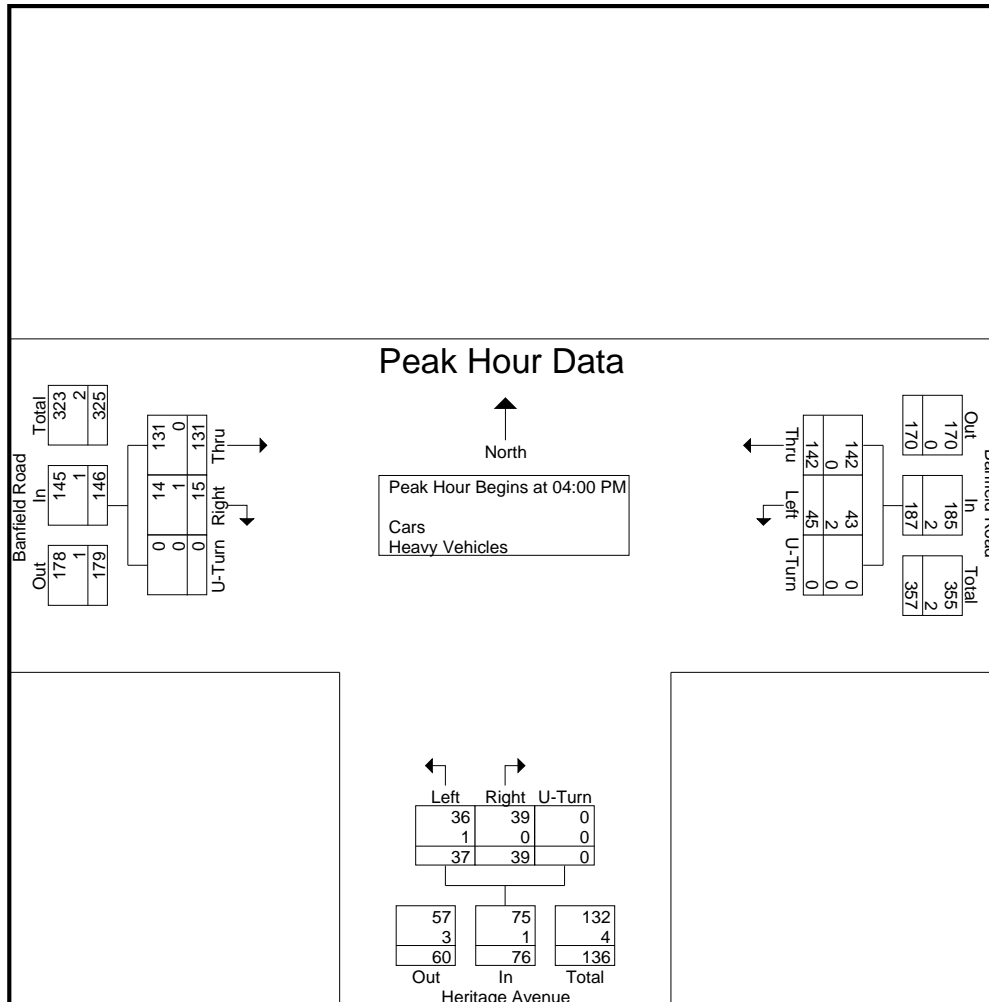 Peak Hour Data
North
Peak Hour Begins at 04:00 PM
Cars
Heavy Vehicles
Banfield Road
Total In Out
323 145 178
2 1 1
325 146 179
Thru Right U-Turn
131 14 0
0 1 0
131 15 0
Banfield Road
Out In Total
170 185 355
0 2 2
170 187 357
Thru Left U-Turn
142 43 0
0 2 0
142 45 0
Left Right U-Turn
36 39 0
1 0 0
37 39 0
57 75 132
3 1 4
60 76 136
Out In Total
Heritage Avenue